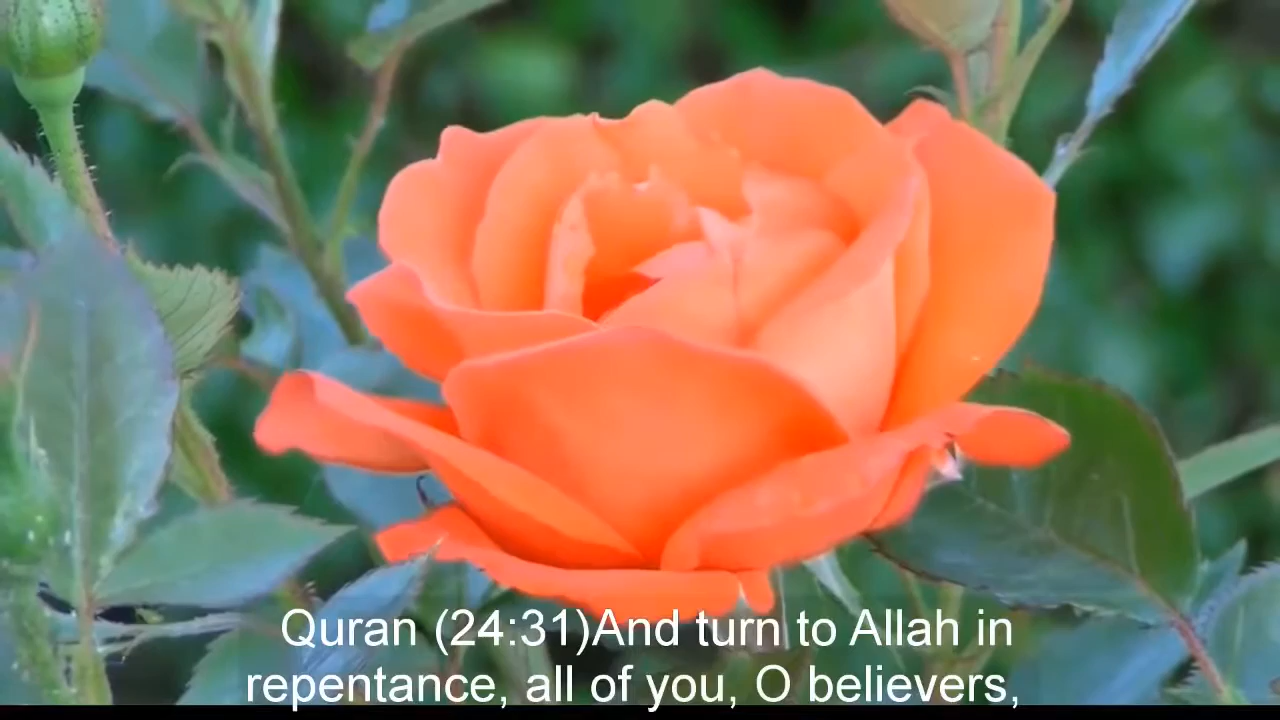 Quran (24:31)And turn to Allah in
repentance, all of you, O believers,